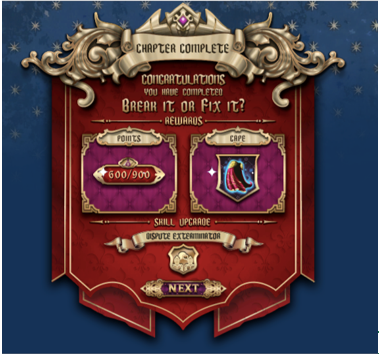 CHAPTER COMPLETE
CONGRATULATIONS
YOU HAVE COMPLETED
BREAK IT OR FIX IT?
REWARDS
POINTS
CAPE
600/900
SKILL UPGRADE
DISPUTE EXTERMINATOR
NEXT